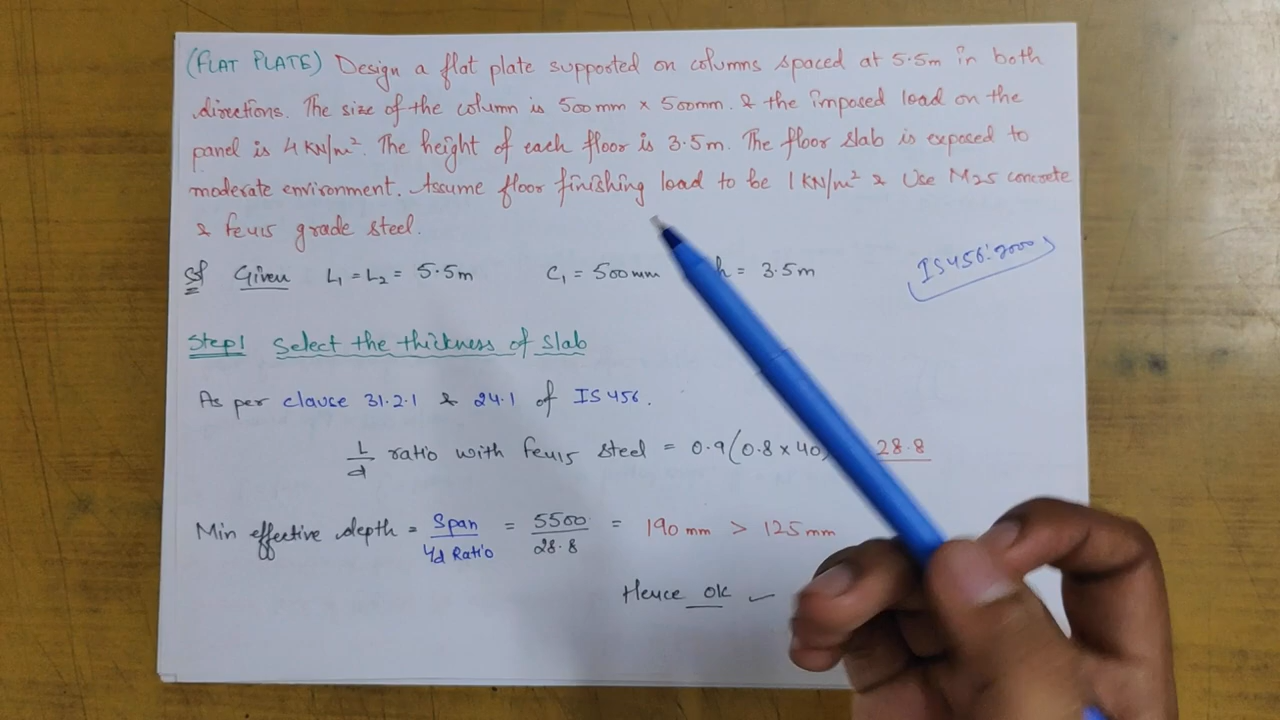 (FLAT PLATE) Design a flat plate supported on columns spaced at 5.5m in both
directions. The size of the column is 500mm x 500mm. & the imposed load on the
panel is 4 KN/m². The height of each floor is 3.5m. The floor slab is exposed to
moderate environment. Assume floor finishing load to be 1 KN/m² & Use M25 concrete
& fe415 grade steel.
Sol Given L₁ = L₂ = 5.5m C₁ = 500mm h = 3.5m
IS456:2000
Step1 Select the thickness of slab
As per clause 31.2.1 & 24.1 of IS 456.
L/d ratio with fe415 steel = 0.9(0.8 x 40) 28.8
Min effective depth = Span / l/d Ratio = 5500 / 28.8 = 190mm > 125mm
Hence ok ✓